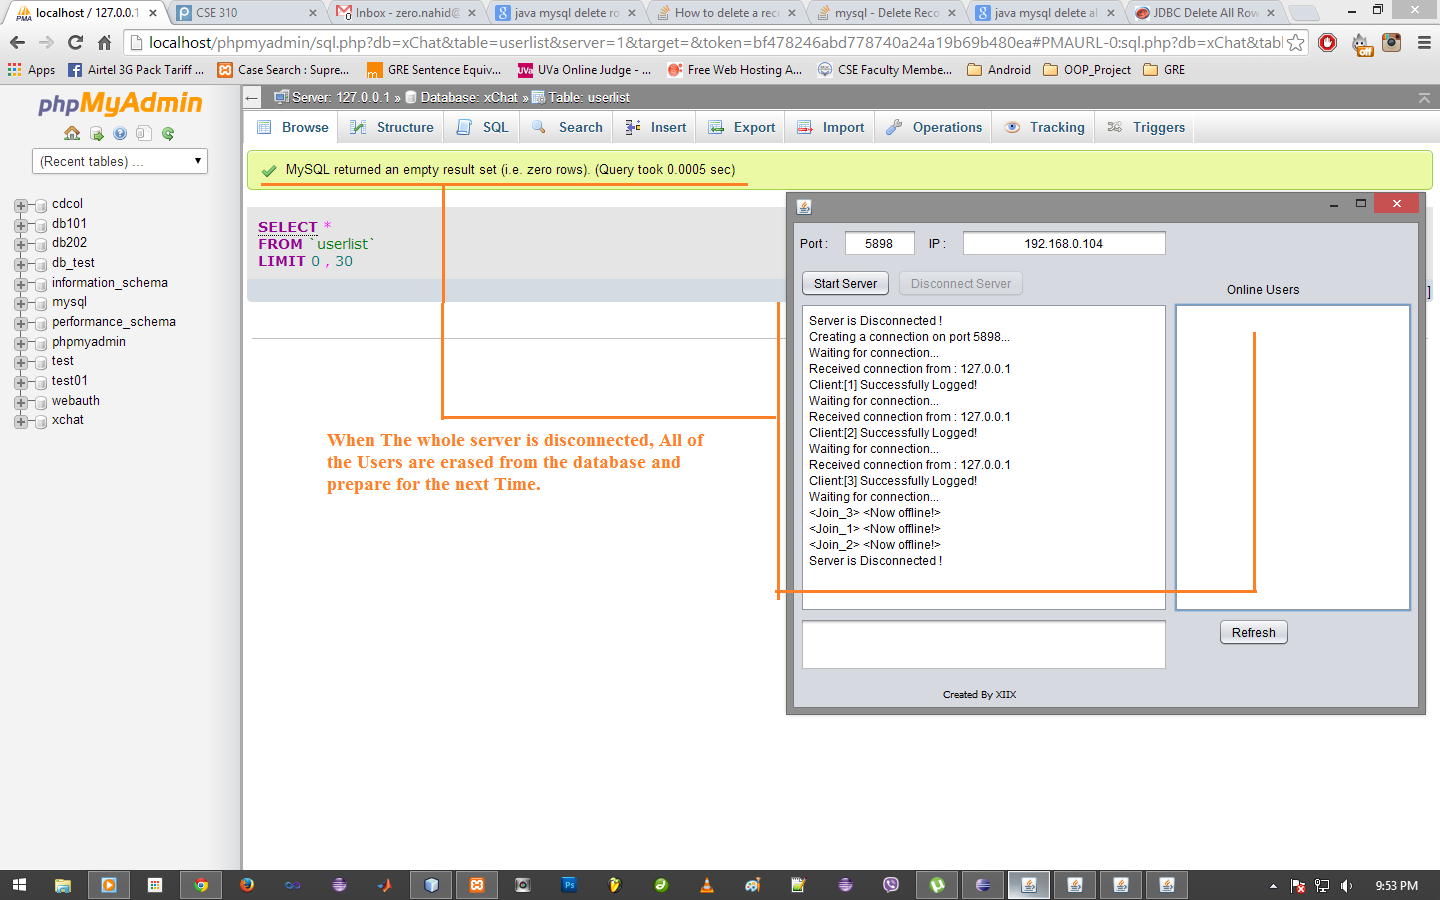 localhost / 127.0.0.1
CSE 310
Inbox - zero.nahid@
java mysql delete ro
How to delete a rec
mysql - Delete Reco
java mysql delete al
JDBC Delete All Row
localhost/phpmyadmin/sql.php?db=xChat&table=userlist&server=1&target=&token=bf478246abd778740a24a19b69b480ea#PMAURL-0:sql.php?db=xChat&tabl
Apps
Airtel 3G Pack Tariff ...
Case Search : Supre...
GRE Sentence Equiv...
UVa Online Judge - ...
Free Web Hosting A...
CSE Faculty Membe...
Android
OOP_Project
GRE
phpMyAdmin
(Recent tables) ...
cdcol
db101
db202
db_test
information_schema
mysql
performance_schema
phpmyadmin
test
test01
webauth
xchat
Server: 127.0.0.1 » Database: xChat » Table: userlist
Browse
Structure
SQL
Search
Insert
Export
Import
Operations
Tracking
Triggers
MySQL returned an empty result set (i.e. zero rows). (Query took 0.0005 sec)
SELECT *
FROM `userlist`
LIMIT 0 , 30
]
When The whole server is disconnected, All of
the Users are erased from the database and
prepare for the next Time.
Port :
5898
IP :
192.168.0.104
Start Server
Disconnect Server
Online Users
Server is Disconnected !
Creating a connection on port 5898...
Waiting for connection...
Received connection from : 127.0.0.1
Client:[1] Successfully Logged!
Waiting for connection...
Received connection from : 127.0.0.1
Client:[2] Successfully Logged!
Waiting for connection...
Received connection from : 127.0.0.1
Client:[3] Successfully Logged!
Waiting for connection...
<Join_3> <Now offline!>
<Join_1> <Now offline!>
<Join_2> <Now offline!>
Server is Disconnected !
Refresh
Created By XIIX
9:53 PM